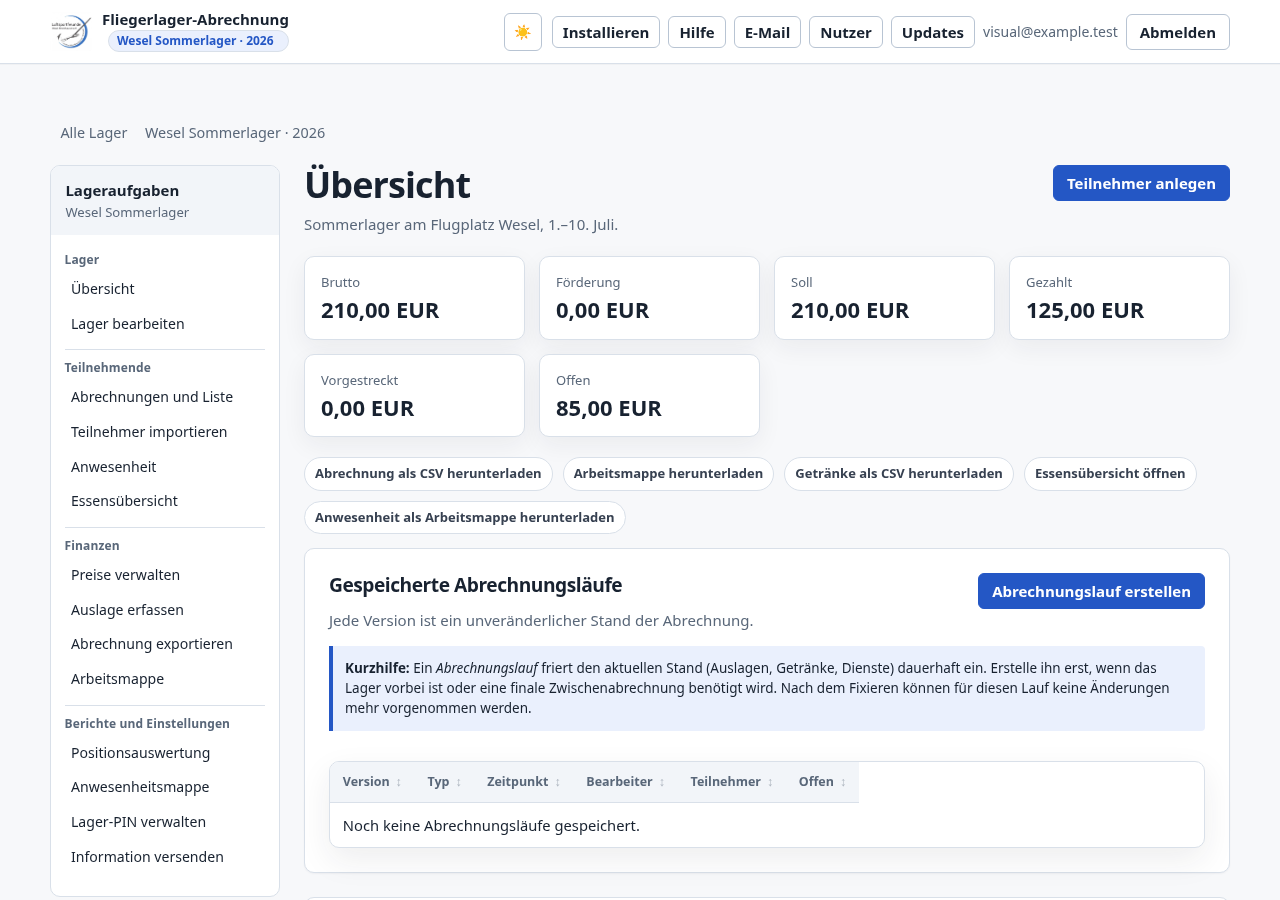 Fliegerlager-Abrechnung
Wesel Sommerlager · 2026
Installieren
Hilfe
E-Mail
Nutzer
Updates
visual@example.test
Abmelden
Alle Lager
Wesel Sommerlager · 2026
Lageraufgaben
Wesel Sommerlager
Lager
Übersicht
Lager bearbeiten
Teilnehmende
Abrechnungen und Liste
Teilnehmer importieren
Anwesenheit
Essensübersicht
Finanzen
Preise verwalten
Auslage erfassen
Abrechnung exportieren
Arbeitsmappe
Berichte und Einstellungen
Positionsauswertung
Anwesenheitsmappe
Lager-PIN verwalten
Information versenden
Übersicht
Teilnehmer anlegen
Sommerlager am Flugplatz Wesel, 1.–10. Juli.
Brutto
210,00 EUR
Förderung
0,00 EUR
Soll
210,00 EUR
Gezahlt
125,00 EUR
Vorgestreckt
0,00 EUR
Offen
85,00 EUR
Abrechnung als CSV herunterladen
Arbeitsmappe herunterladen
Getränke als CSV herunterladen
Essensübersicht öffnen
Anwesenheit als Arbeitsmappe herunterladen
Gespeicherte Abrechnungsläufe
Abrechnungslauf erstellen
Jede Version ist ein unveränderlicher Stand der Abrechnung.
Kurzhilfe: Ein Abrechnungslauf friert den aktuellen Stand (Auslagen, Getränke, Dienste) dauerhaft ein. Erstelle ihn erst, wenn das
Lager vorbei ist oder eine finale Zwischenabrechnung benötigt wird. Nach dem Fixieren können für diesen Lauf keine Änderungen
mehr vorgenommen werden.
Version ↕ Typ ↕ Zeitpunkt ↕ Bearbeiter ↕ Teilnehmer ↕ Offen ↕
Noch keine Abrechnungsläufe gespeichert.